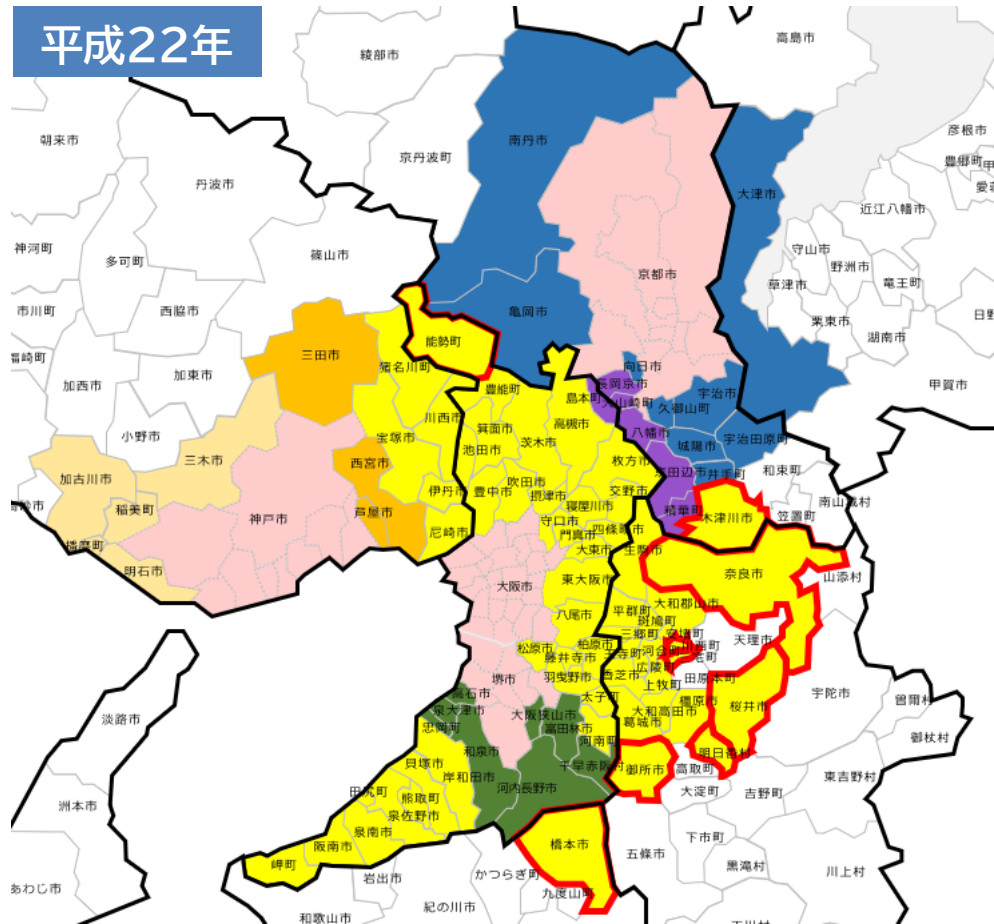 平成22年
高島市
綾部市
彦根市
朝来市
南丹市
京丹波町
豊郷町
丹波市
大津市
近江八幡市
神河町
篠山市
守山市
多可町
野洲市
京都市
草津市
竜王町
市川町
西脇市
亀岡市
栗東市
湖南市
能勢町
三田市
猪名川町
向日市
加西市
加東市
長岡京市
甲賀市
豊能町
島本町
大山崎町
宇治市
久御山町
川西市
高槻市
箕面市
小野市
宝塚市
茨木市
八幡市
城陽市
宇治田原町
池田市
三木市
西宮市
枚方市
加古川市
吹田市
京田辺市
井手町
和束町
伊丹市
豊中市
摂津市
交野市
稲美町
寝屋川市
精華町
南山城村
芦屋市
神戸市
守口市
木津川市
笠置町
尼崎市
門真市
四條畷市
播磨町
大東市
生駒市
明石市
奈良市
東大阪市
山添村
大阪市
大和郡山市
八尾市
平群町
斑鳩町
三郷町
安堵町
天理市
松原市
柏原市
川西町
王寺町
河合町
藤井寺市
広陵町
堺市
羽曳野市
香芝市
田原本町
上牧町
高石市
太子町
宇陀市
曽爾村
泉大津市
大阪狭山市
橿原市
桜井市
大和高田市
淡路市
忠岡町
富田林市
葛城市
河南町
御杖村
和泉市
明日香村
貝塚市
千早赤阪村
御所市
高取町
岸和田市
東吉野村
河内長野市
大淀町
吉野町
田尻町
熊取町
洲本市
泉佐野市
泉南市
下市町
阪南市
橋本市
五條市
岬町
黒滝村
岩出市
かつらぎ町
川上村
九度山町
紀の川市
和歌山市